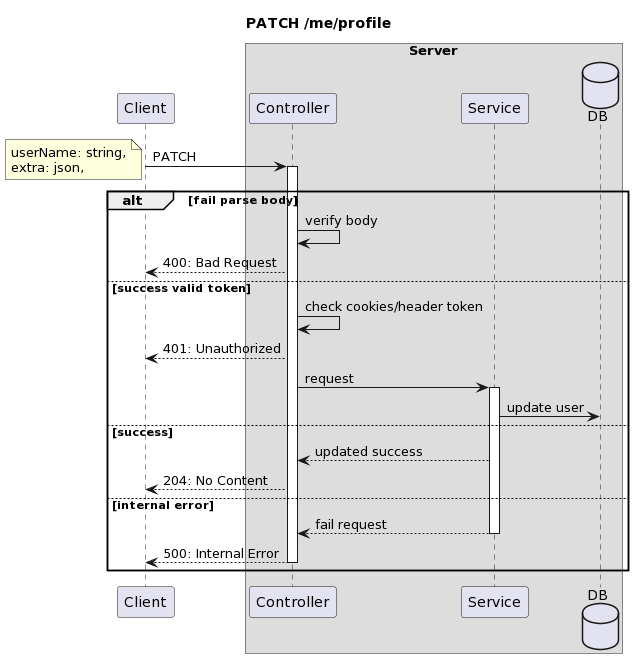 PATCH /me/profile
Server
Client
Controller
Service
DB
userName: string,
extra: json,
PATCH
alt
[fail parse body]
verify body
400: Bad Request
[success valid token]
check cookies/header token
401: Unauthorized
request
update user
[success]
updated success
204: No Content
[internal error]
fail request
500: Internal Error
Client
Controller
Service
DB